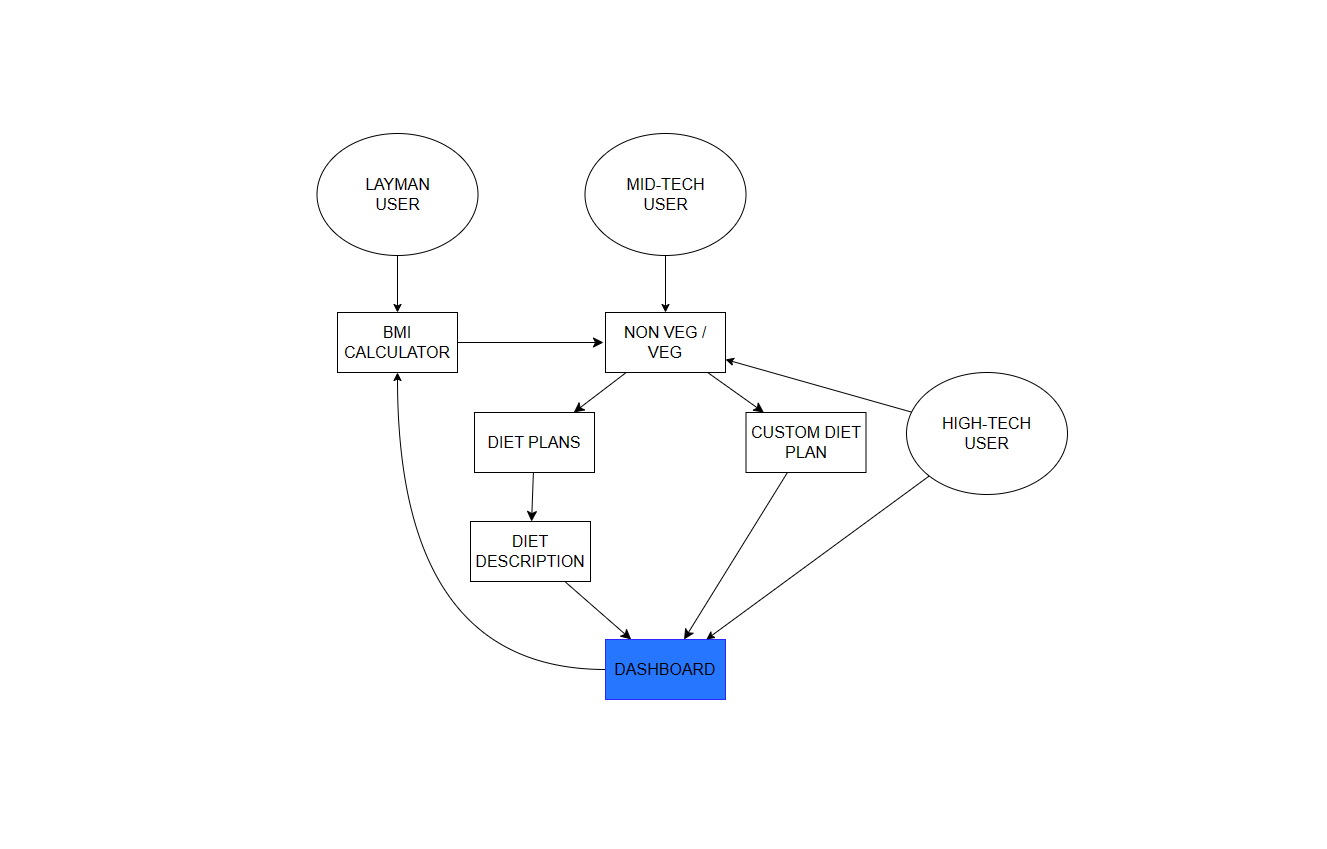 LAYMAN
USER
MID-TECH
USER
BMI
CALCULATOR
NON VEG /
VEG
DIET PLANS
CUSTOM DIET
PLAN
HIGH-TECH
USER
DIET
DESCRIPTION
DASHBOARD